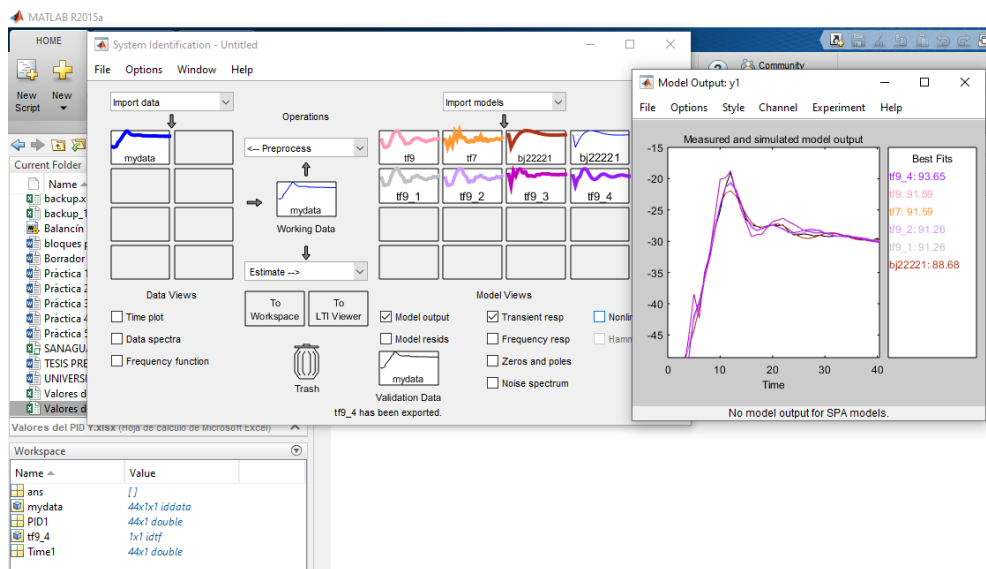 MATLAB R2015a
HOME
New Script
New
Community
System Identification - Untitled
File Options Window Help
Import data
Import models
Operations
<-- Preprocess
mydata
tf9
tf7
bj22221
bj22221
tf9_1
tf9_2
tf9_3
tf9_4
mydata
Working Data
Estimate -->
Data Views
To Workspace
To LTI Viewer
Model Views
Time plot
Data spectra
Frequency function
Model output
Transient resp
Nonlin
Model resids
Frequency resp
Hamm
Zeros and poles
Noise spectrum
Trash
mydata
Validation Data
tf9_4 has been exported.
Current Folder
Name
backup.x
backup_1
Balancín
bloques p
Borrador
Práctica 1
Práctica 2
Práctica 3
Práctica 4
Práctica 5
SANAGU
TESIS PRE
UNIVERSI
Valores d
Valores d
Valores del PID Y.xlsx (Hoja de cálculo de Microsoft Excel)
Workspace
Name Value
ans []
mydata 44x1x1 iddata
PID1 44x1 double
tf9_4 1x1 idtf
Time1 44x1 double
Model Output: y1
File Options Style Channel Experiment Help
Measured and simulated model output
-15
-20
-25
-30
-35
-40
-45
0 10 20 30 40
Time
Best Fits
tf9_4: 93.65
tf9: 91.59
tf7: 91.59
tf9_2: 91.26
tf9_1: 91.26
bj22221: 88.68
No model output for SPA models.